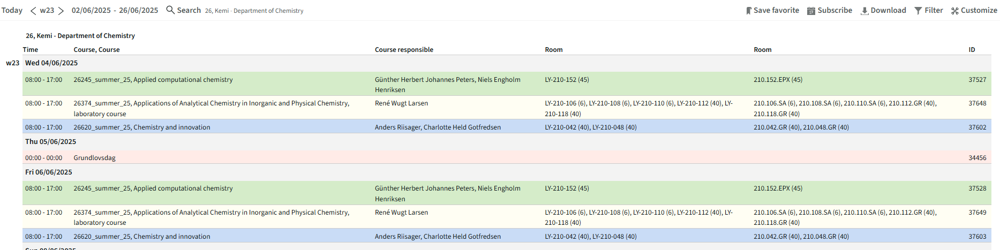 Today w23 02/06/2025 - 26/06/2025 Search 26, Kemi - Department of Chemistry Save favorite Subscribe Download Filter Customize
26, Kemi - Department of Chemistry
Time Course, Course Course responsible Room Room ID
w23 Wed 04/06/2025
08:00 - 17:00 26245_summer_25, Applied computational chemistry Günther Herbert Johannes Peters, Niels Engholm LY-210-152 (45) 210.152.EPX (45) 37527
Henriksen
08:00 - 17:00 26374_summer_25, Applications of Analytical Chemistry in Inorganic and Physical Chemistry, René Wugt Larsen LY-210-106 (6), LY-210-108 (6), LY-210-110 (6), LY-210-112 (40), LY- 210.106.SA (6), 210.108.SA (6), 210.110.SA (6), 210.112.GR (40), 37648
laboratory course 210-118 (40) 210.118.GR (40)
08:00 - 17:00 26620_summer_25, Chemistry and innovation Anders Riisager, Charlotte Held Gotfredsen LY-210-042 (40), LY-210-048 (40) 210.042.GR (40), 210.048.GR (40) 37602
Thu 05/06/2025
00:00 - 00:00 Grundlovsdag 34456
Fri 06/06/2025
08:00 - 17:00 26245_summer_25, Applied computational chemistry Günther Herbert Johannes Peters, Niels Engholm LY-210-152 (45) 210.152.EPX (45) 37528
Henriksen
08:00 - 17:00 26374_summer_25, Applications of Analytical Chemistry in Inorganic and Physical Chemistry, René Wugt Larsen LY-210-106 (6), LY-210-108 (6), LY-210-110 (6), LY-210-112 (40), LY- 210.106.SA (6), 210.108.SA (6), 210.110.SA (6), 210.112.GR (40), 37649
laboratory course 210-118 (40) 210.118.GR (40)
08:00 - 17:00 26620_summer_25, Chemistry and innovation Anders Riisager, Charlotte Held Gotfredsen LY-210-042 (40), LY-210-048 (40) 210.042.GR (40), 210.048.GR (40) 37603
Sun 08/06/2025